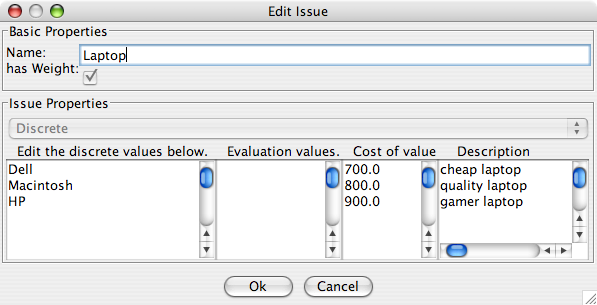 Edit Issue
Basic Properties
Name: Laptop
has Weight:
Issue Properties
Discrete
Edit the discrete values below. Evaluation values. Cost of value Description
Dell 700.0 cheap laptop
Macintosh 800.0 quality laptop
HP 900.0 gamer laptop
Ok Cancel